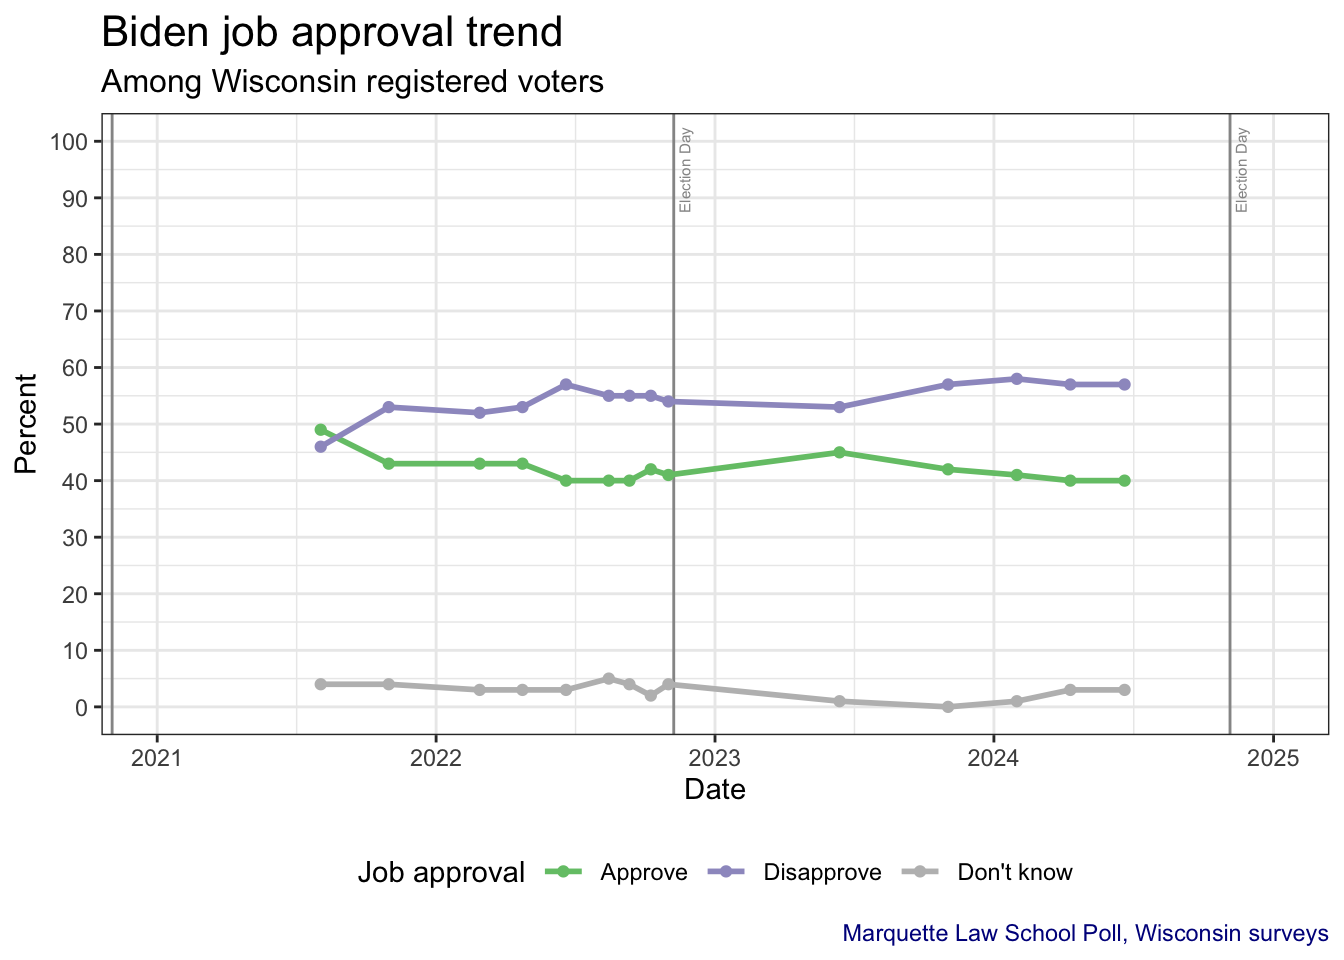 Biden job approval trend
Among Wisconsin registered voters
100
90
80
70
60
50
40
30
20
10
0
Percent
Election Day
Election Day
2021 2022 2023 2024 2025
Date
Job approval Approve Disapprove Don't know
Marquette Law School Poll, Wisconsin surveys